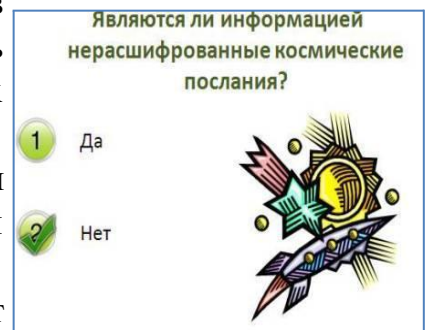 Являются ли информацией
нерасшифрованные космические
послания?
1 Да
2 Нет